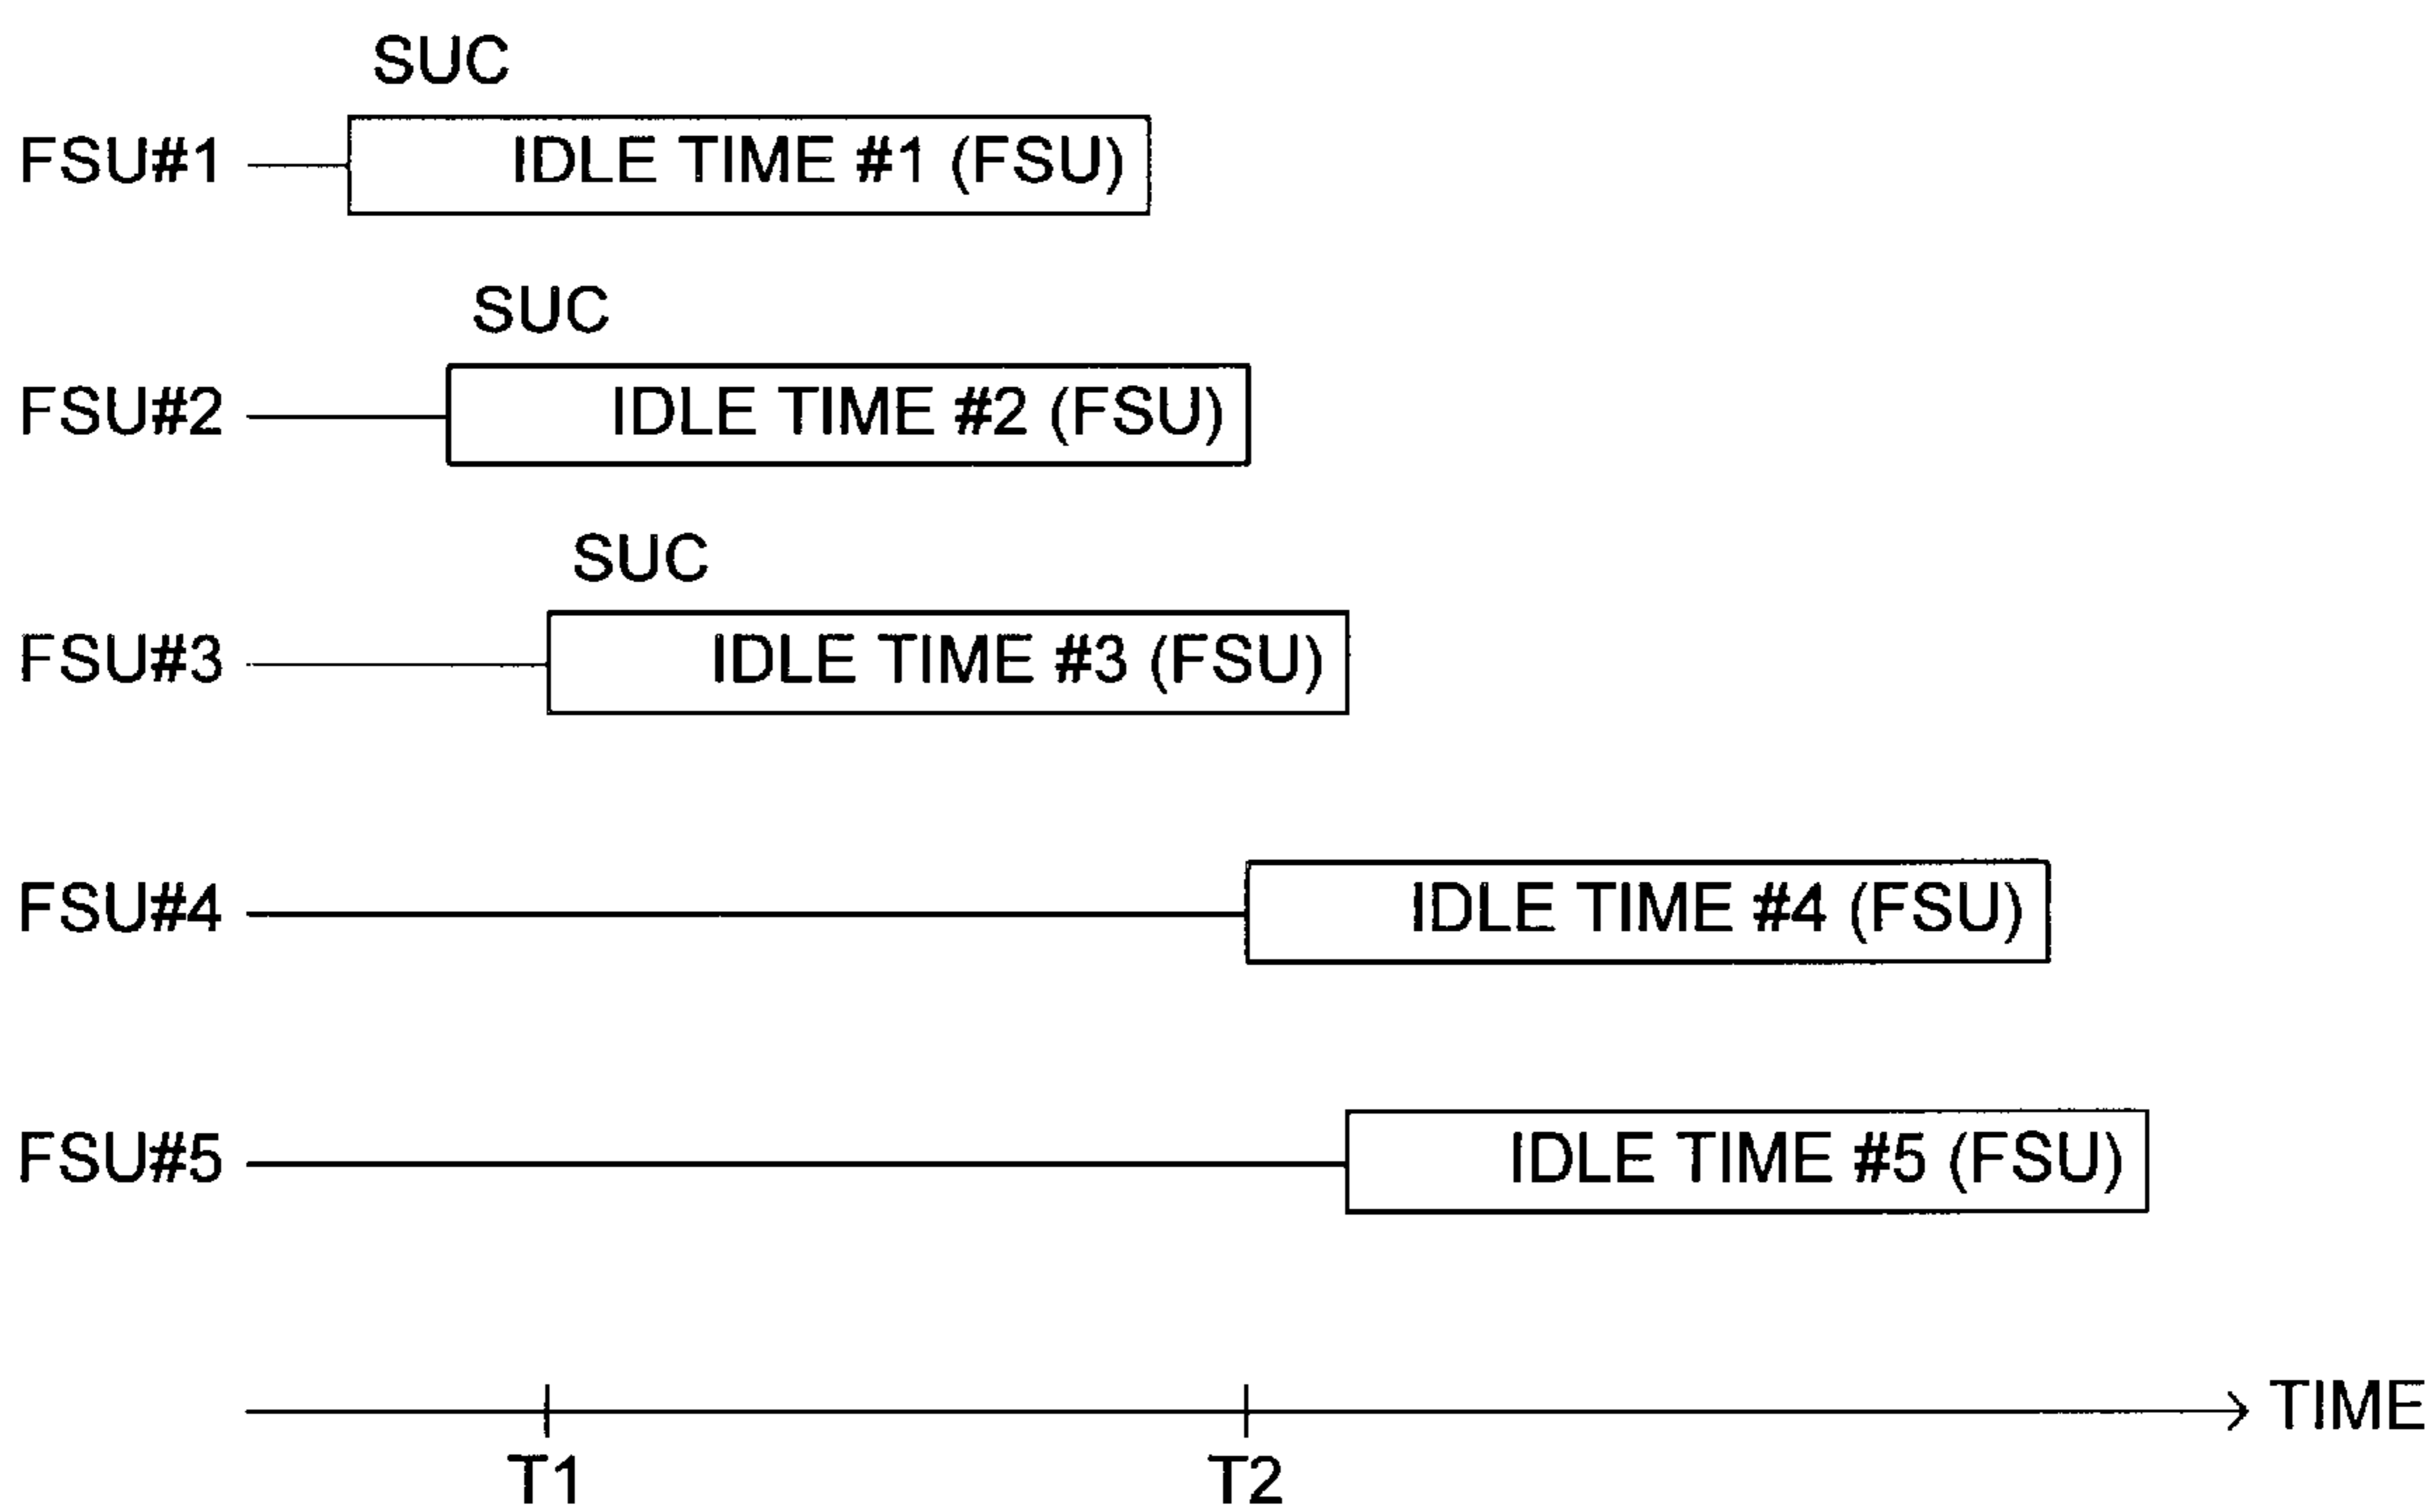 SUC
FSU#1 IDLE TIME #1 (FSU)
SUC
FSU#2 IDLE TIME #2 (FSU)
SUC
FSU#3 IDLE TIME #3 (FSU)
FSU#4 IDLE TIME #4 (FSU)
FSU#5 IDLE TIME #5 (FSU)
TIME
T1 T2